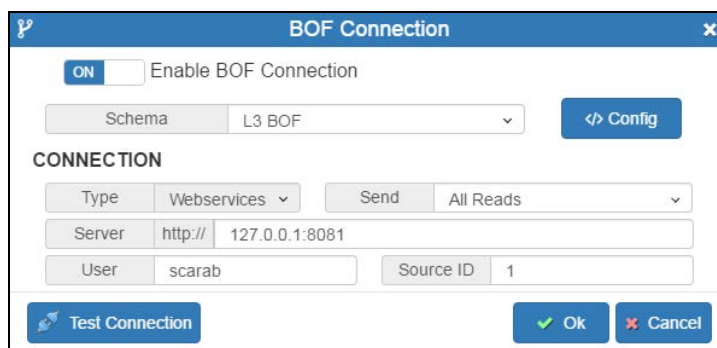 BOF Connection
ON Enable BOF Connection
Schema L3 BOF </> Config
CONNECTION
Type Webservices Send All Reads
Server http:// 127.0.0.1:8081
User scarab Source ID 1
Test Connection Ok Cancel